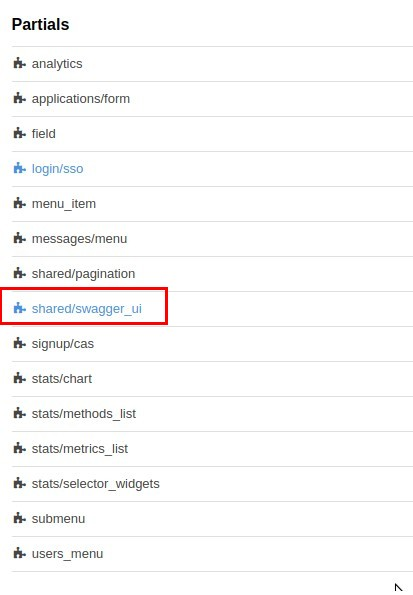 Partials
analytics
applications/form
field
login/sso
menu_item
messages/menu
shared/pagination
shared/swagger_ui
signup/cas
stats/chart
stats/methods_list
stats/metrics_list
stats/selector_widgets
submenu
users_menu